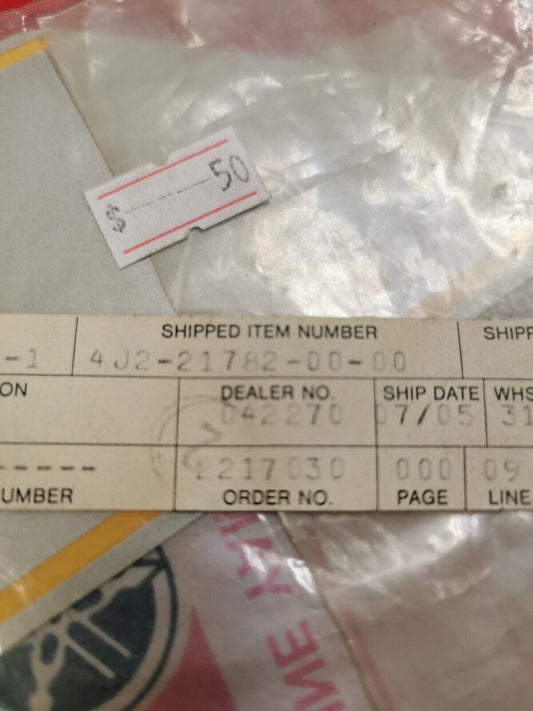 $-----50
SHIPPED ITEM NUMBER SHIPP
-1 4J2-21782-00-00
ON DEALER NO. SHIP DATE WHS
042270 07/05 31
----- 2217030 000 09
UMBER ORDER NO. PAGE LINE
INE